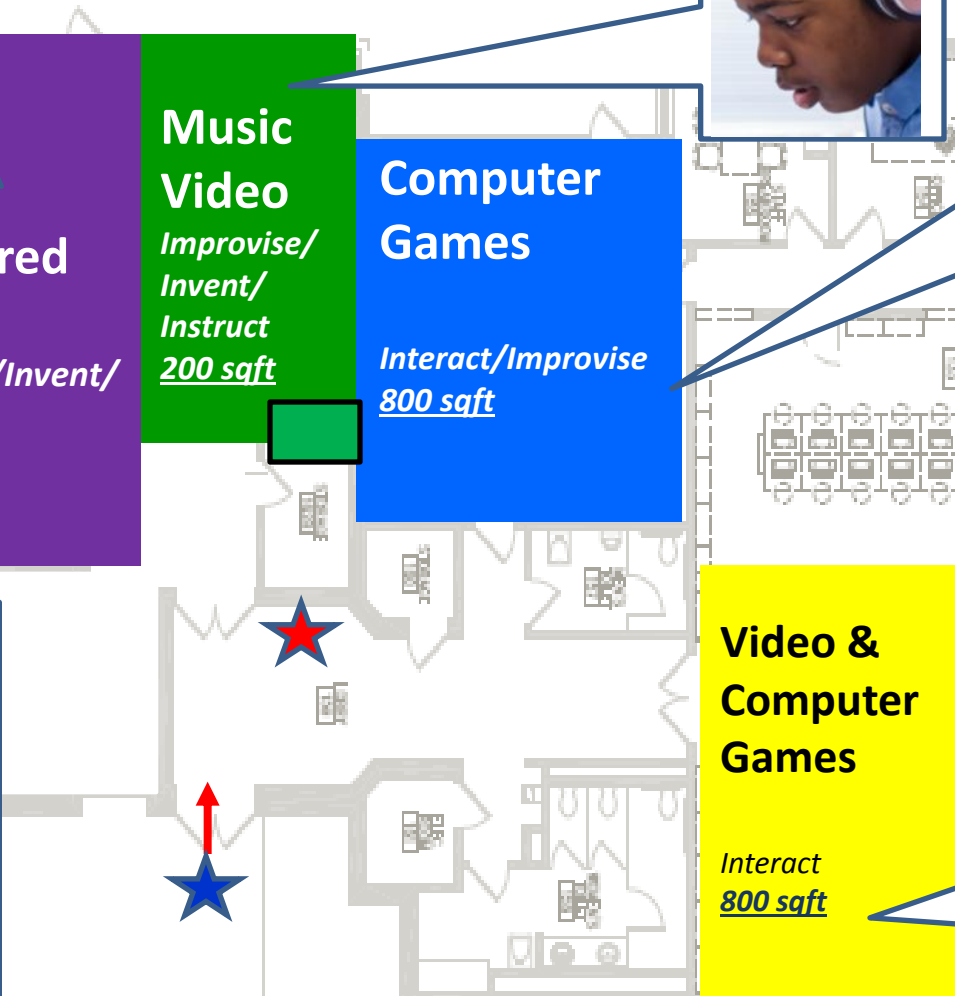 red
/Invent/
Music
Video
Improvise/
Invent/
Instruct
200 sqft
Computer
Games
Interact/Improvise
800 sqft
Video &
Computer
Games
Interact
800 sqft